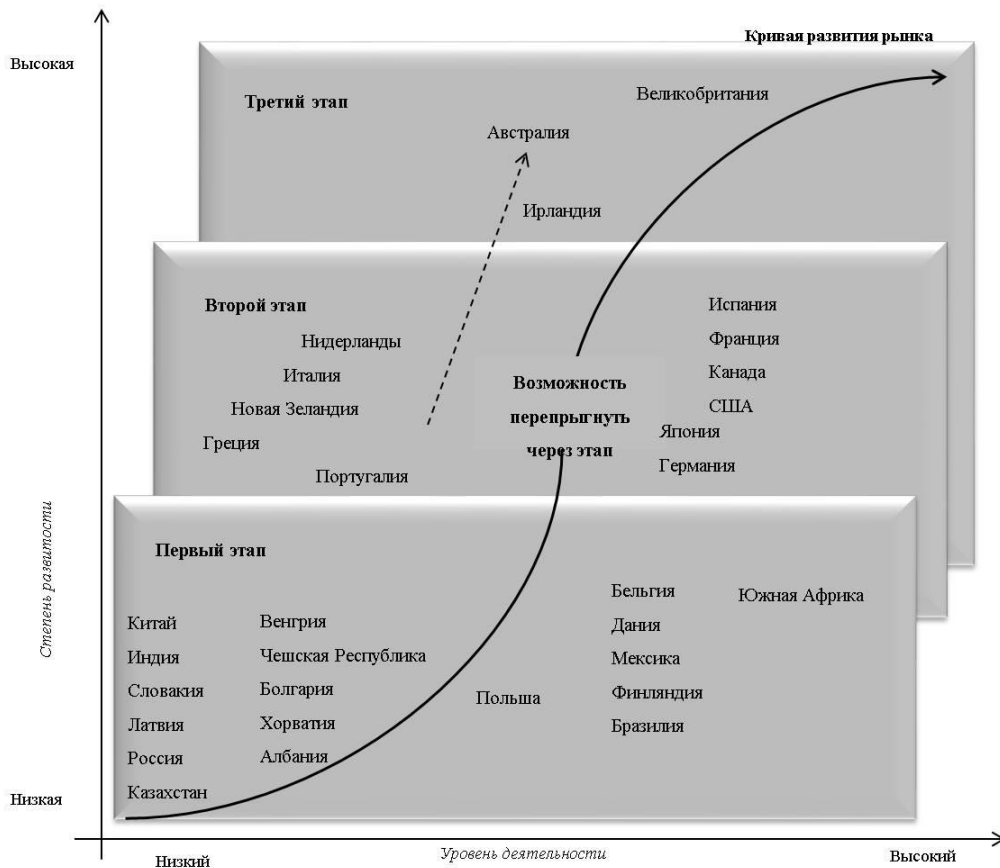 Кривая развития рынка
Высокая
Третий этап
Великобритания
Австралия
Ирландия
Второй этап
Нидерланды
Италия
Новая Зеландия
Греция
Португалия
Возможность
перепрыгнуть
через этап
Испания
Франция
Канада
США
Япония
Германия
Степень развитости
Первый этап
Китай
Индия
Словакия
Латвия
Россия
Казахстан
Венгрия
Чешская Республика
Болгария
Хорватия
Албания
Польша
Бельгия
Дания
Мексика
Финляндия
Бразилия
Южная Африка
Низкая
Низкий
Уровень деятельности
Высокий